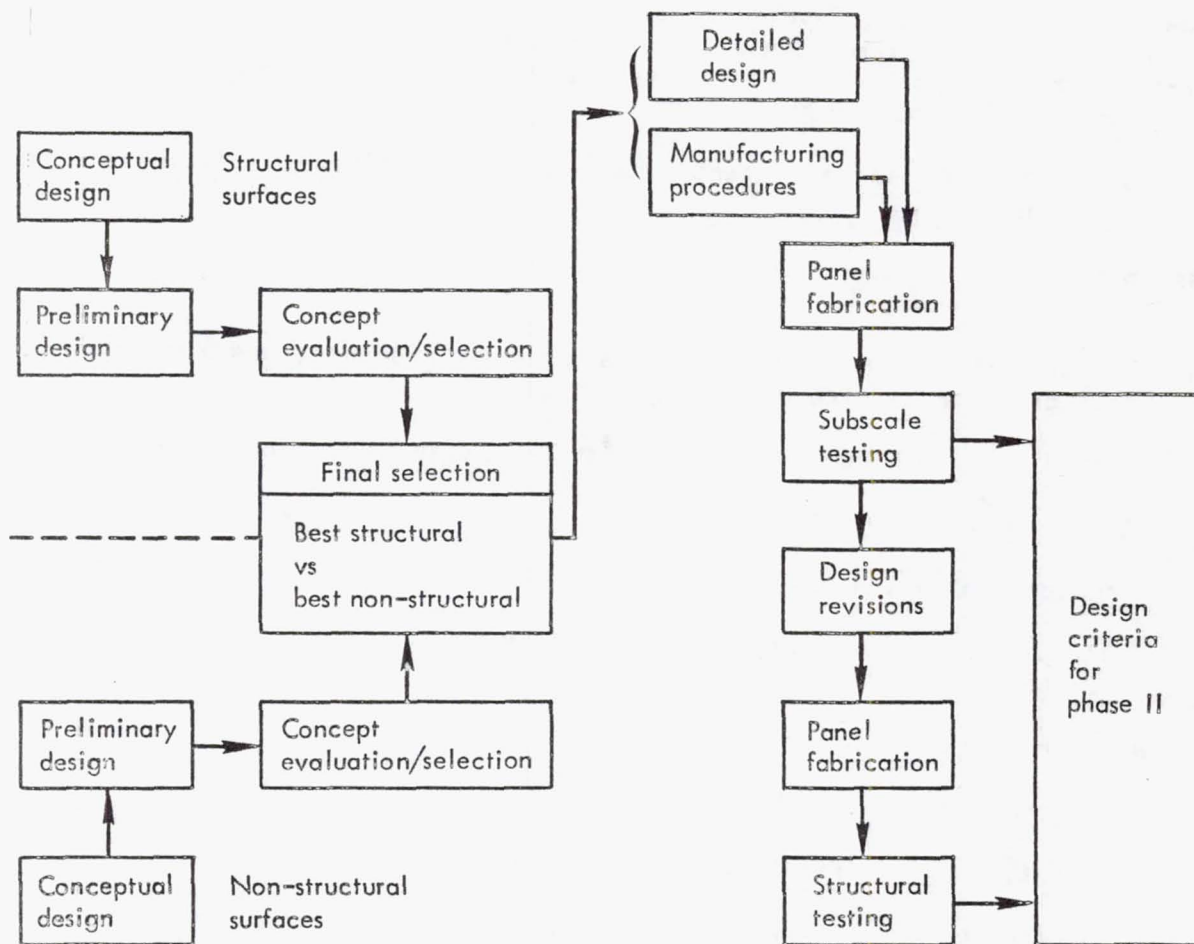 Conceptual
design
Structural
surfaces
Preliminary
design
Concept
evaluation/selection
Final selection
Best structural
vs
best non-structural
Preliminary
design
Concept
evaluation/selection
Conceptual
design
Non-structural
surfaces
Detailed
design
Manufacturing
procedures
Panel
fabrication
Subscale
testing
Design
revisions
Panel
fabrication
Structural
testing
Design
criteria
for
phase II